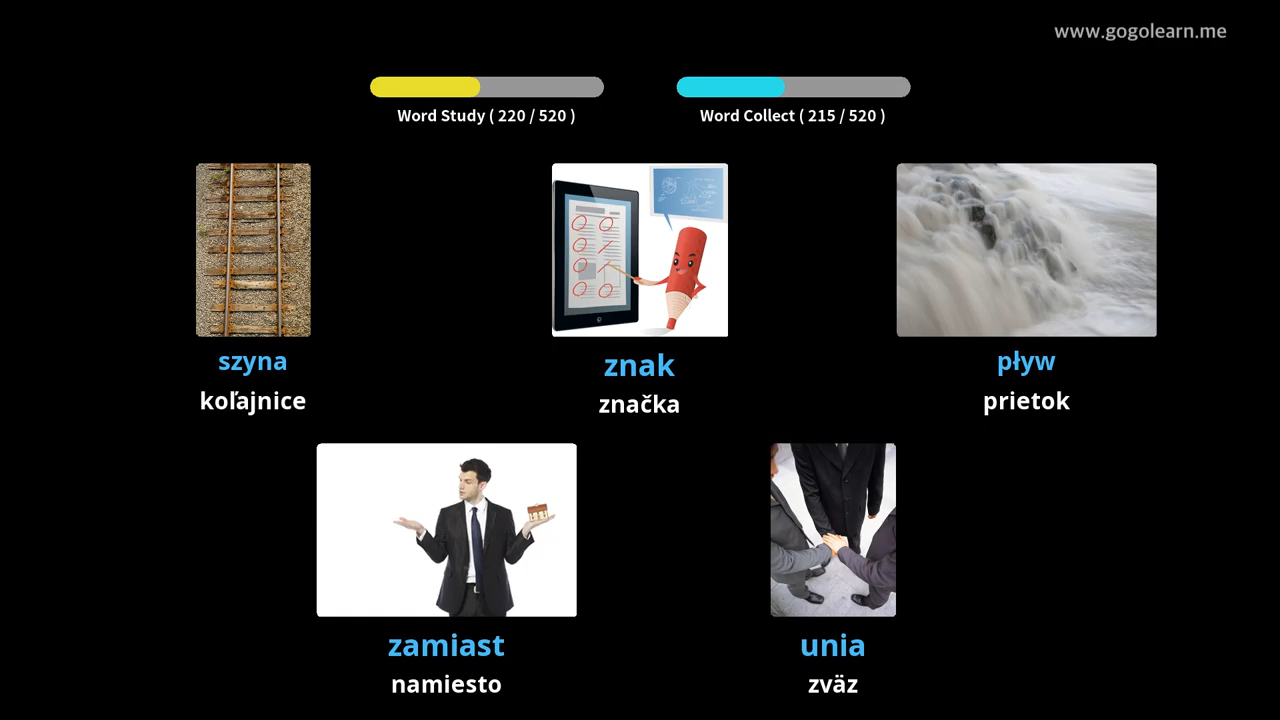 www.gogolearn.me
Word Study ( 220 / 520 )
Word Collect ( 215 / 520 )
szyna
koľajnice
znak
značka
pływ
prietok
zamiast
namiesto
unia
zväz